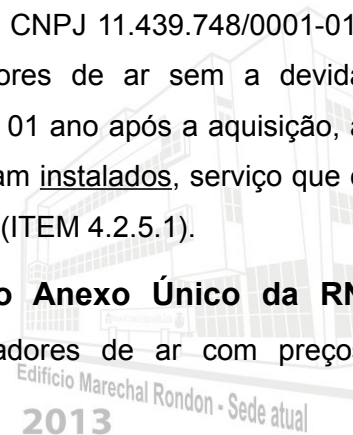 CNPJ 11.439.748/0001-01
ores de ar sem a devida
01 ano após a aquisição, a
am instalados, serviço que
(ITEM 4.2.5.1).
o Anexo Único da RN
adores de ar com preços
Edifício Marechal Rondon - Sede atual
2013